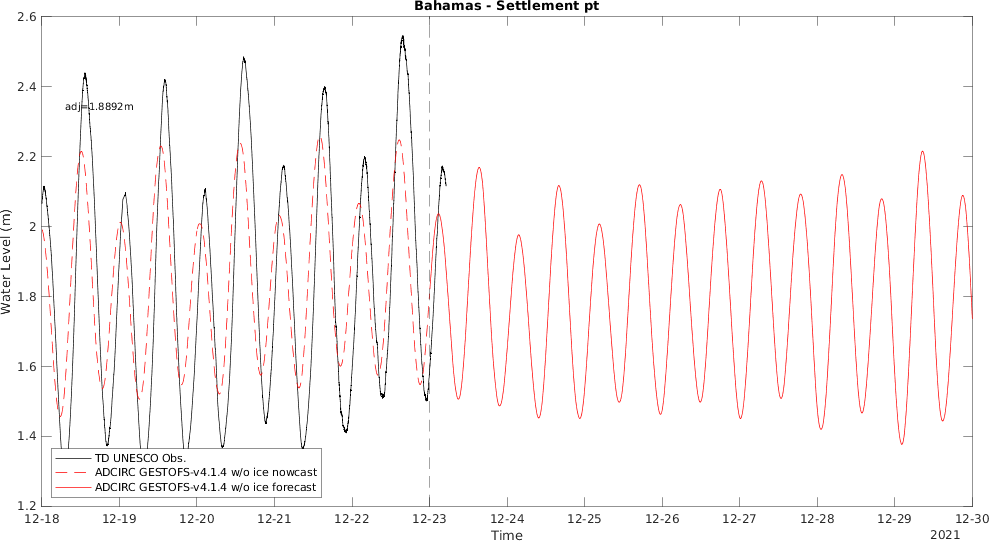 Bahamas - Settlement pt
2.6
2.4
2.2
2
1.8
1.6
1.4
1.2
Water Level (m)
adj=1.8892m
TD UNESCO Obs.
ADCIRC GESTOFS-v4.1.4 w/o ice nowcast
ADCIRC GESTOFS-v4.1.4 w/o ice forecast
12-18 12-19 12-20 12-21 12-22 12-23 12-24 12-25 12-26 12-27 12-28 12-29 12-30
Time
2021